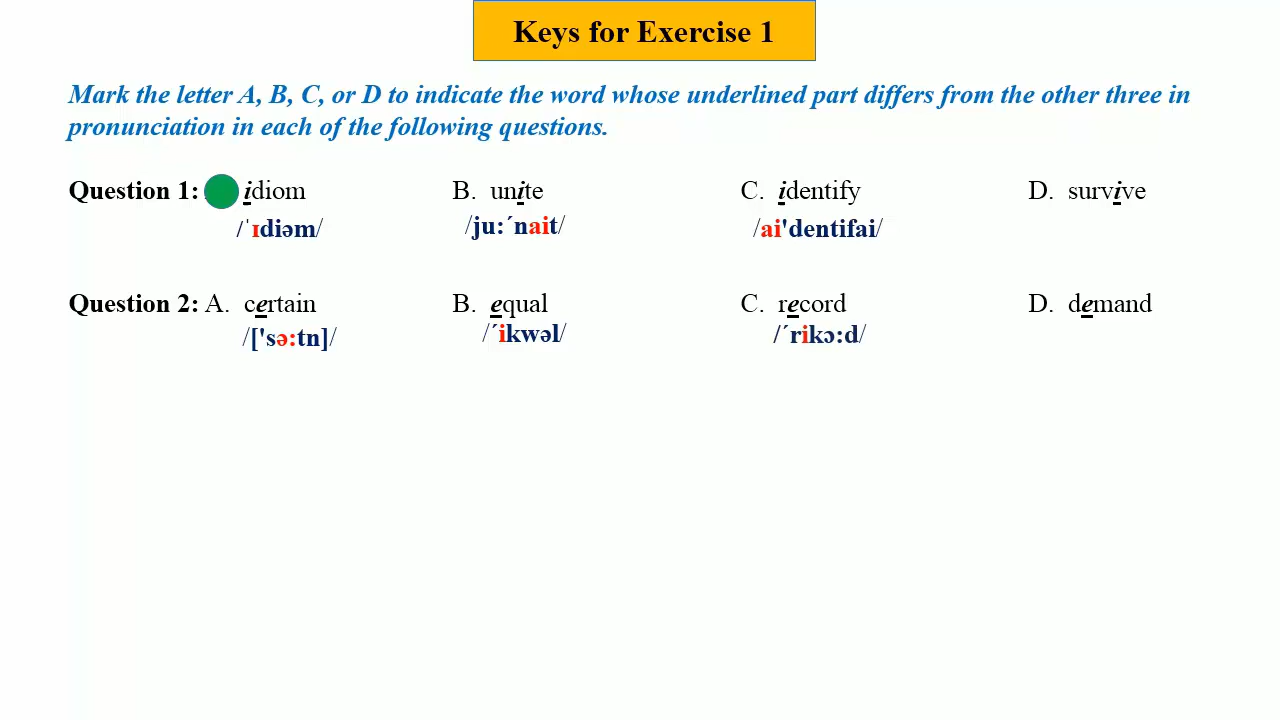 Keys for Exercise 1
Mark the letter A, B, C, or D to indicate the word whose underlined part differs from the other three in
pronunciation in each of the following questions.
Question 1: idiom B. unite C. identify D. survive
/ˈɪdiəm/ /ju:´nait/ /ai'dentifai/
Question 2: A. certain B. equal C. record D. demand
/['sə:tn]/ /´ikwəl/ /´rikɔ:d/